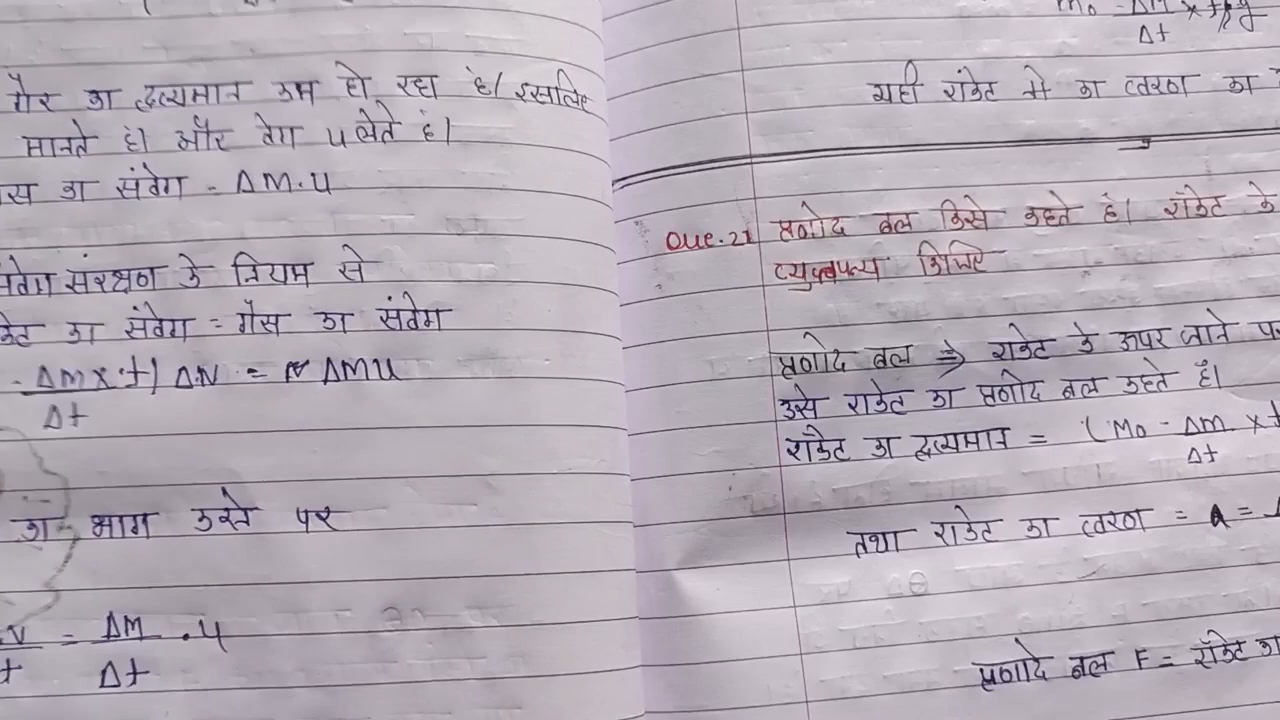 गैर का द्रव्यमान कम हो रहा है। इसलिए
मानते है। और वेग u लेते है।
स का संवेग = ΔM.u
संवेग संरक्षण के नियम से
केट का संवेग = गैस का संवेग
- ΔM/Δt x t) ΔV = ΔMU
का भाग करने पर
V/t = ΔM/Δt . u
M0 - ΔM/Δt x t
यही रॉकेट मे का त्वरण का
Que. 21 प्रणोद बल किसे कहते है। रॉकेट के
लिखिए
प्रणोद बल ⇒ रॉकेट के ऊपर जाने प
उसे राकेट का प्रणोद बल कहते है।
रॉकेट का द्रव्यमान = (M0 - ΔM/Δt x t
तथा राकेट का त्वरण = a =
प्रणोद बल F = रॉकेट का